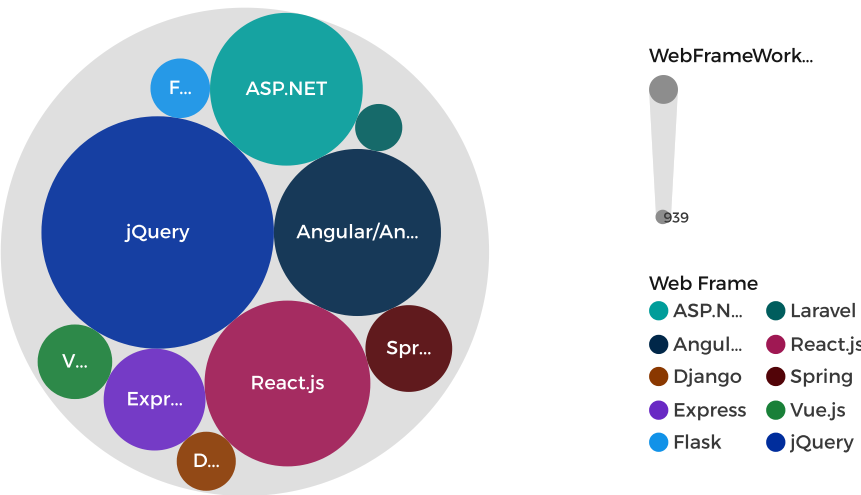 F...
ASP.NET
jQuery
Angular/An...
V...
Expr...
React.js
Spr...
D...
WebFrameWork...
939
Web Frame
ASP.N...
Laravel
Angul...
React.js
Django
Spring
Express
Vue.js
Flask
jQuery